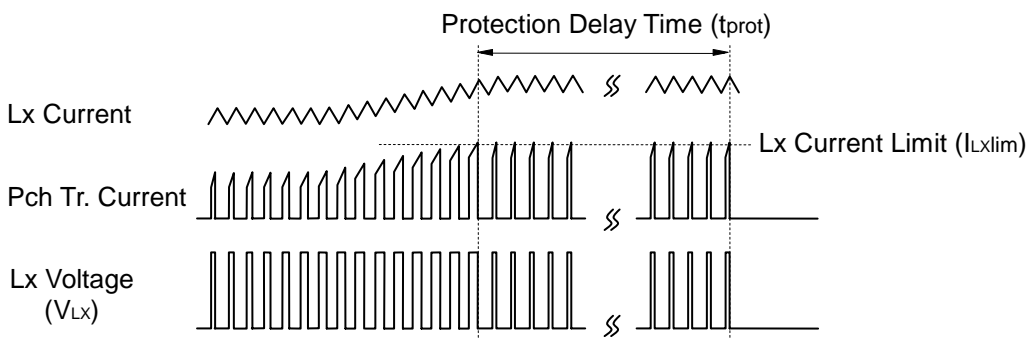 Protection Delay Time (tprot)
Lx Current
Lx Current Limit (ILXlim)
Pch Tr. Current
Lx Voltage
(VLX)